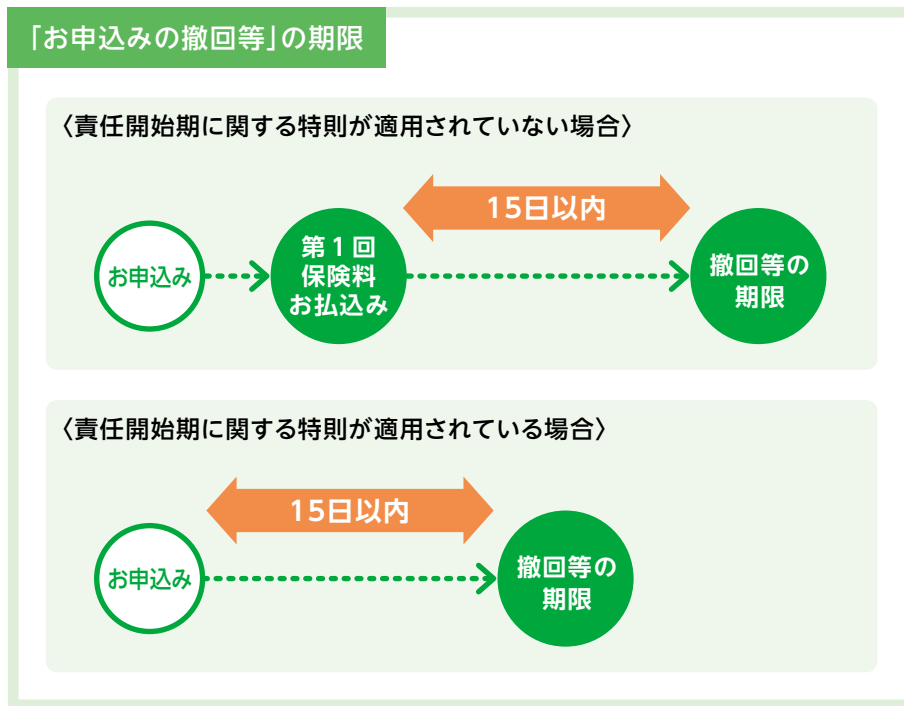 「お申込みの撤回等」の期限
〈責任開始期に関する特則が適用されていない場合〉
15日以内
お申込み
第1回
保険料
お払込み
撤回等の
期限
〈責任開始期に関する特則が適用されている場合〉
15日以内
お申込み
撤回等の
期限